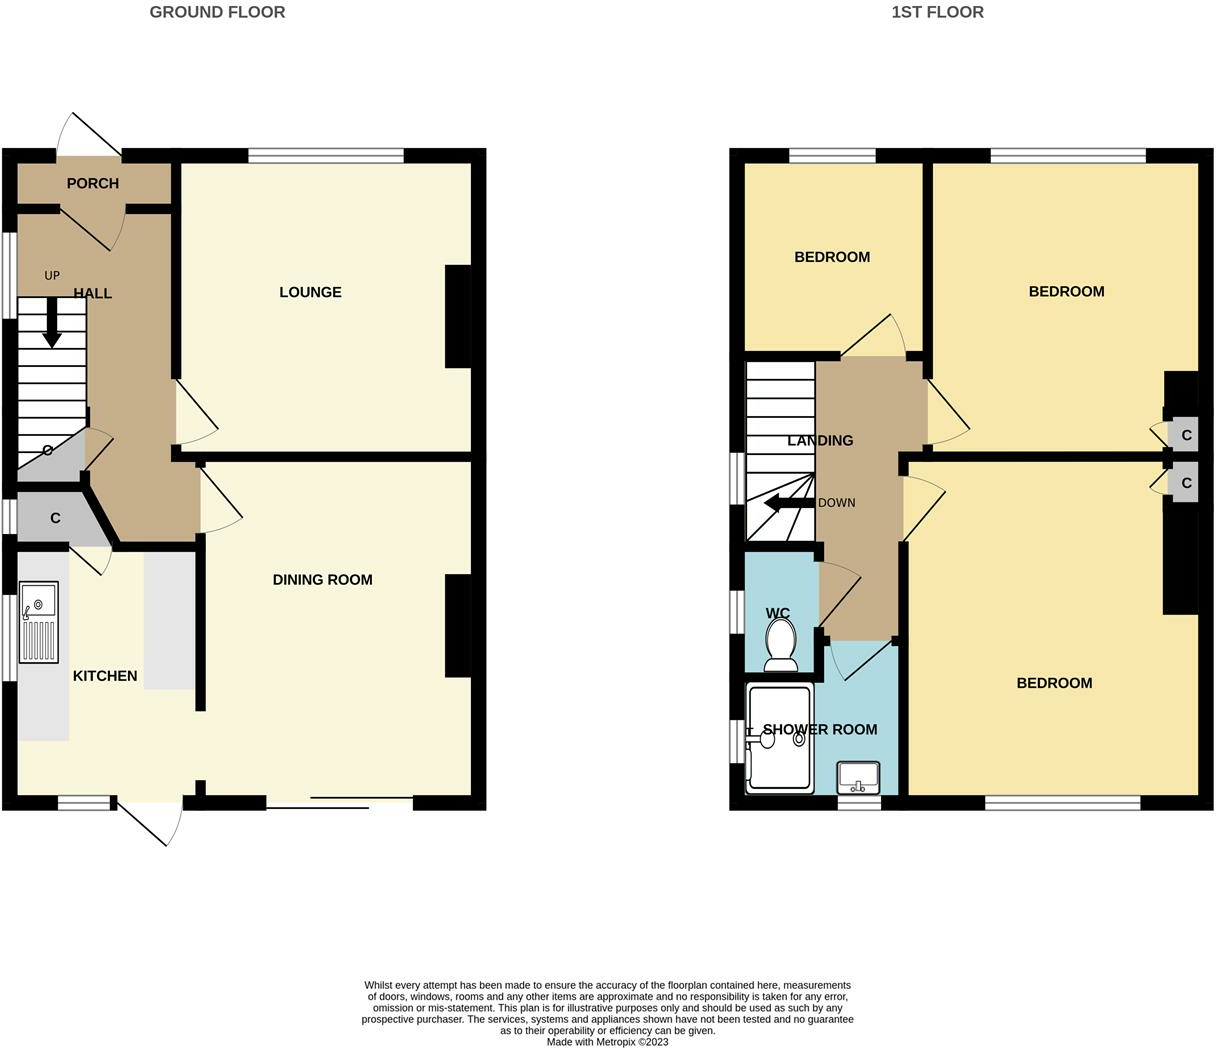 GROUND FLOOR
1ST FLOOR
PORCH
UP
HALL
LOUNGE
C
C
DINING ROOM
KITCHEN
BEDROOM
BEDROOM
LANDING
C
C
DOWN
WC
BEDROOM
SHOWER ROOM
Whilst every attempt has been made to ensure the accuracy of the floorplan contained here, measurements
of doors, windows, rooms and any other items are approximate and no responsibility is taken for any error,
omission or mis-statement. This plan is for illustrative purposes only and should be used as such by any
prospective purchaser. The services, systems and appliances shown have not been tested and no guarantee
as to their operability or efficiency can be given.
Made with Metropix ©2023